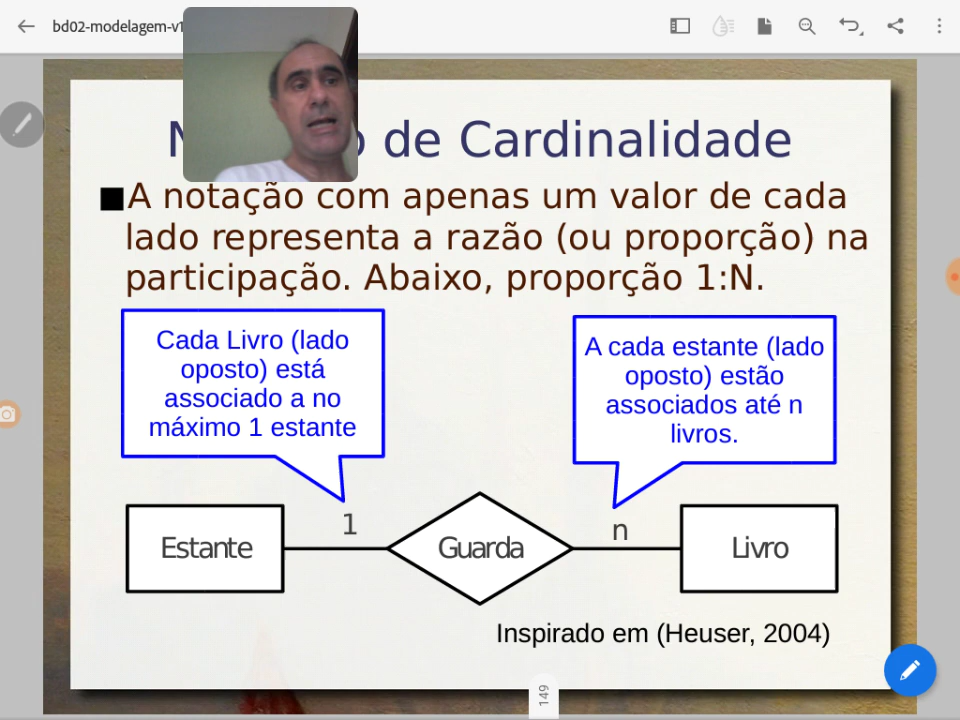 bd02-modelagem-v1
de Cardinalidade
A notação com apenas um valor de cada
lado representa a razão (ou proporção) na
participação. Abaixo, proporção 1:N.
Cada Livro (lado
oposto) está
associado a no
máximo 1 estante
A cada estante (lado
oposto) estão
associados até n
livros.
1
n
Estante
Guarda
Livro
Inspirado em (Heuser, 2004)
149